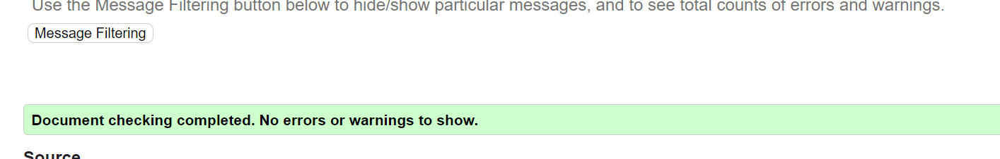 Use the Message Filtering button below to hide/show particular messages, and to see total counts of errors and warnings.
Message Filtering
Document checking completed. No errors or warnings to show.
Source